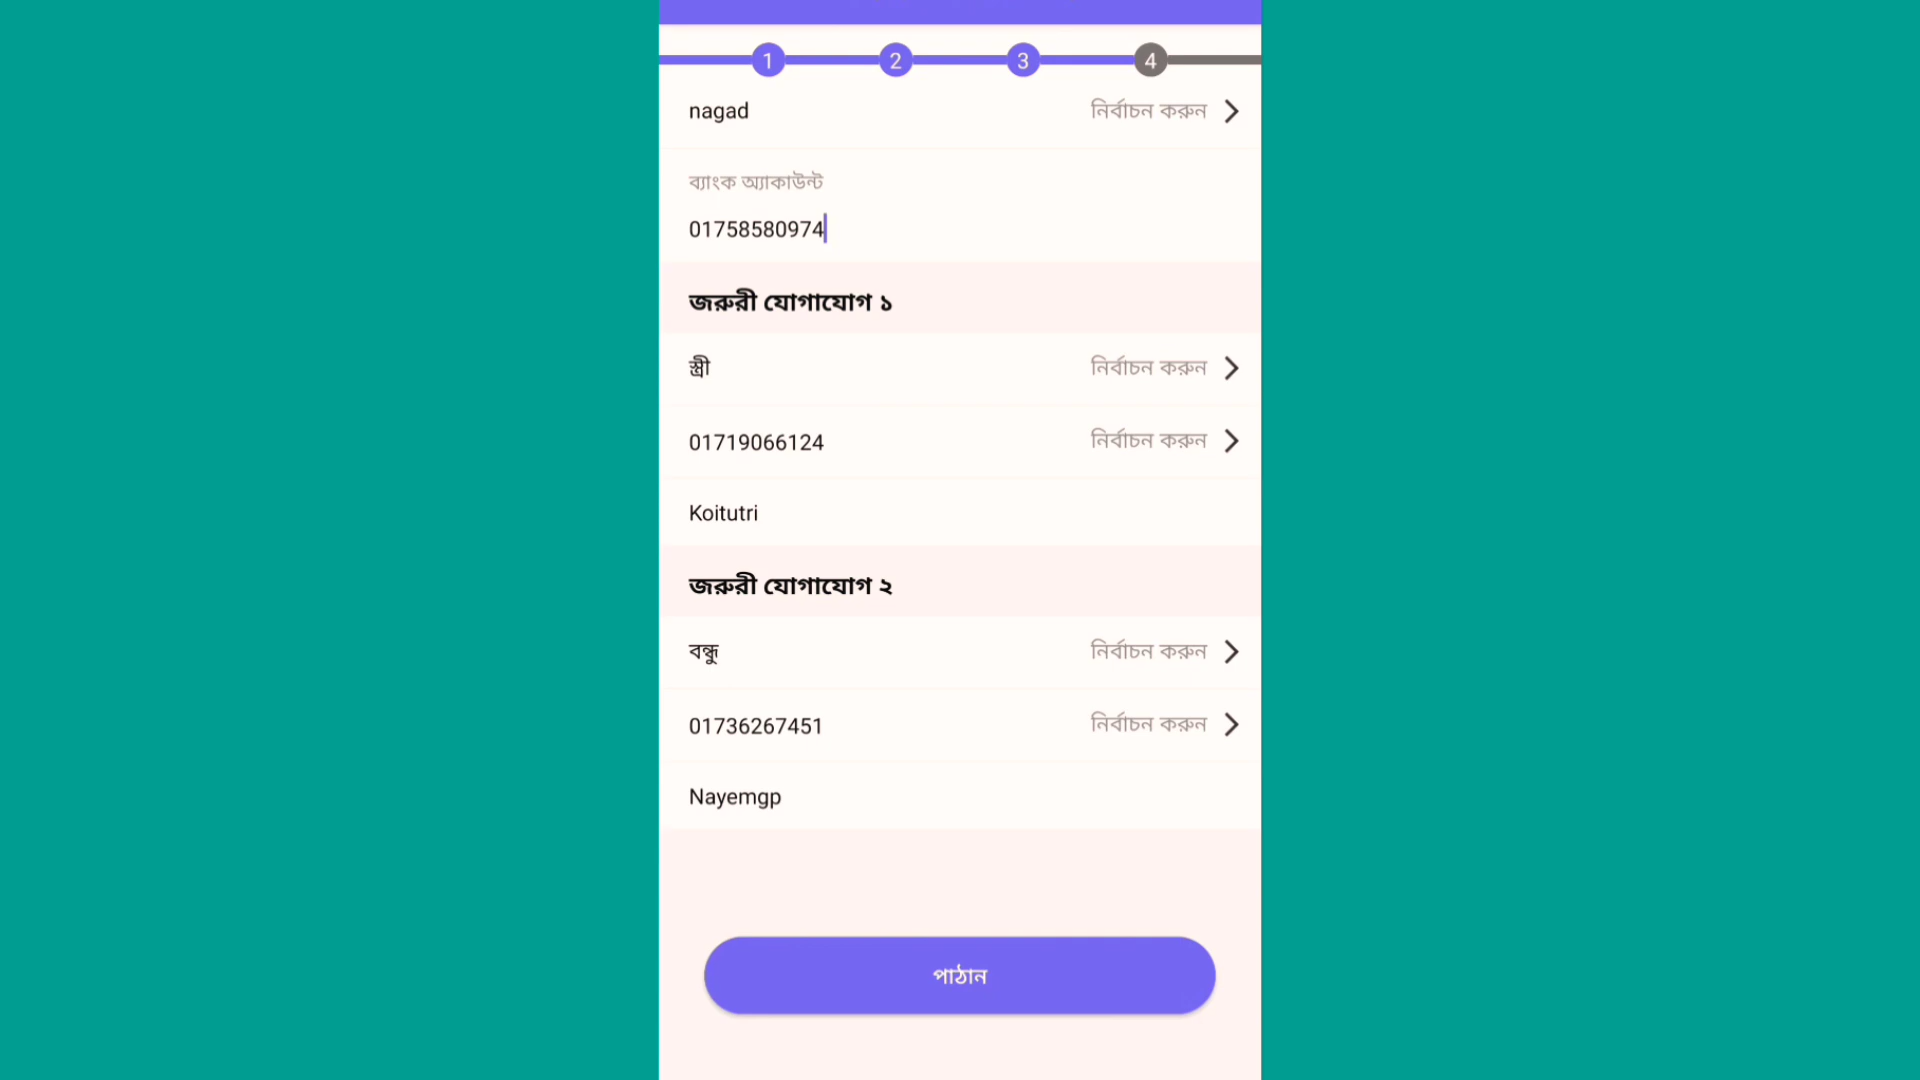 1 2 3 4
nagad নির্বাচন করুন
ব্যাংক অ্যাকাউন্ট
01758580974
জরুরী যোগাযোগ ১
স্ত্রী নির্বাচন করুন
01719066124 নির্বাচন করুন
Koitutri
জরুরী যোগাযোগ ২
বন্ধু নির্বাচন করুন
01736267451 নির্বাচন করুন
Nayemgp
পাঠান